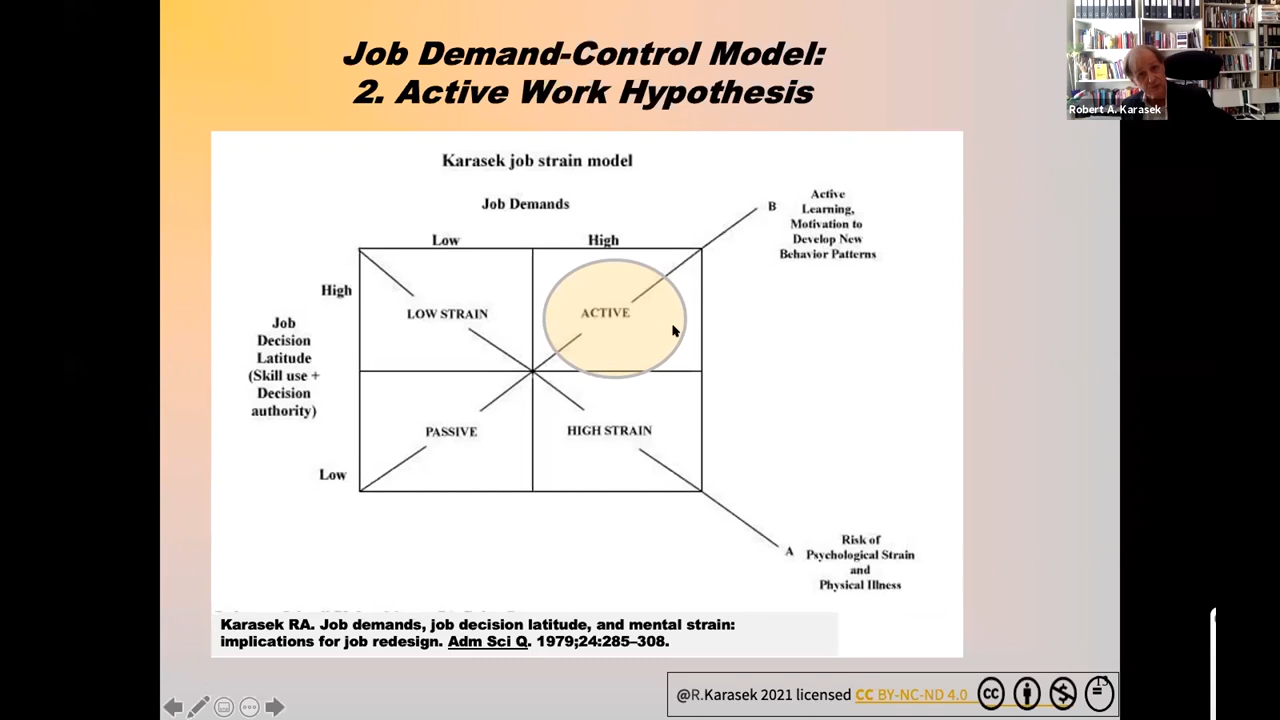 Job Demand-Control Model:
2. Active Work Hypothesis
Robert A. Karasek
Karasek job strain model
Job Demands
Low
High
B
Active
Learning,
Motivation to
Develop New
Behavior Patterns
High
Job
Decision
Latitude
(Skill use +
Decision
authority)
Low
LOW STRAIN
ACTIVE
PASSIVE
HIGH STRAIN
A
Risk of
Psychological Strain
and
Physical Illness
Karasek RA. Job demands, job decision latitude, and mental strain:
implications for job redesign. Adm Sci Q. 1979;24:285–308.
@R.Karasek 2021 licensed CC BY-NC-ND 4.0
13